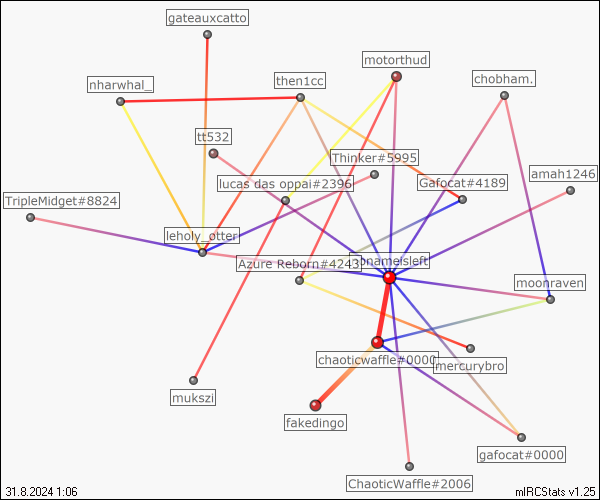 gateauxcatto
motorthud
then1cc
chobham.
nharwhal_
tt532
Thinker#5995
amah1246
lucas das oppai#2396
Gafocat#4189
TripleMidget#8824
leholy_otter
Azure Reborn#4243
nameisleft
moonraven
chaoticwaffle#0000
mercurybro
mukszi
fakedingo
gafocat#0000
ChaoticWaffle#2006
31.8.2024 1:06
mIRCStats v1.25